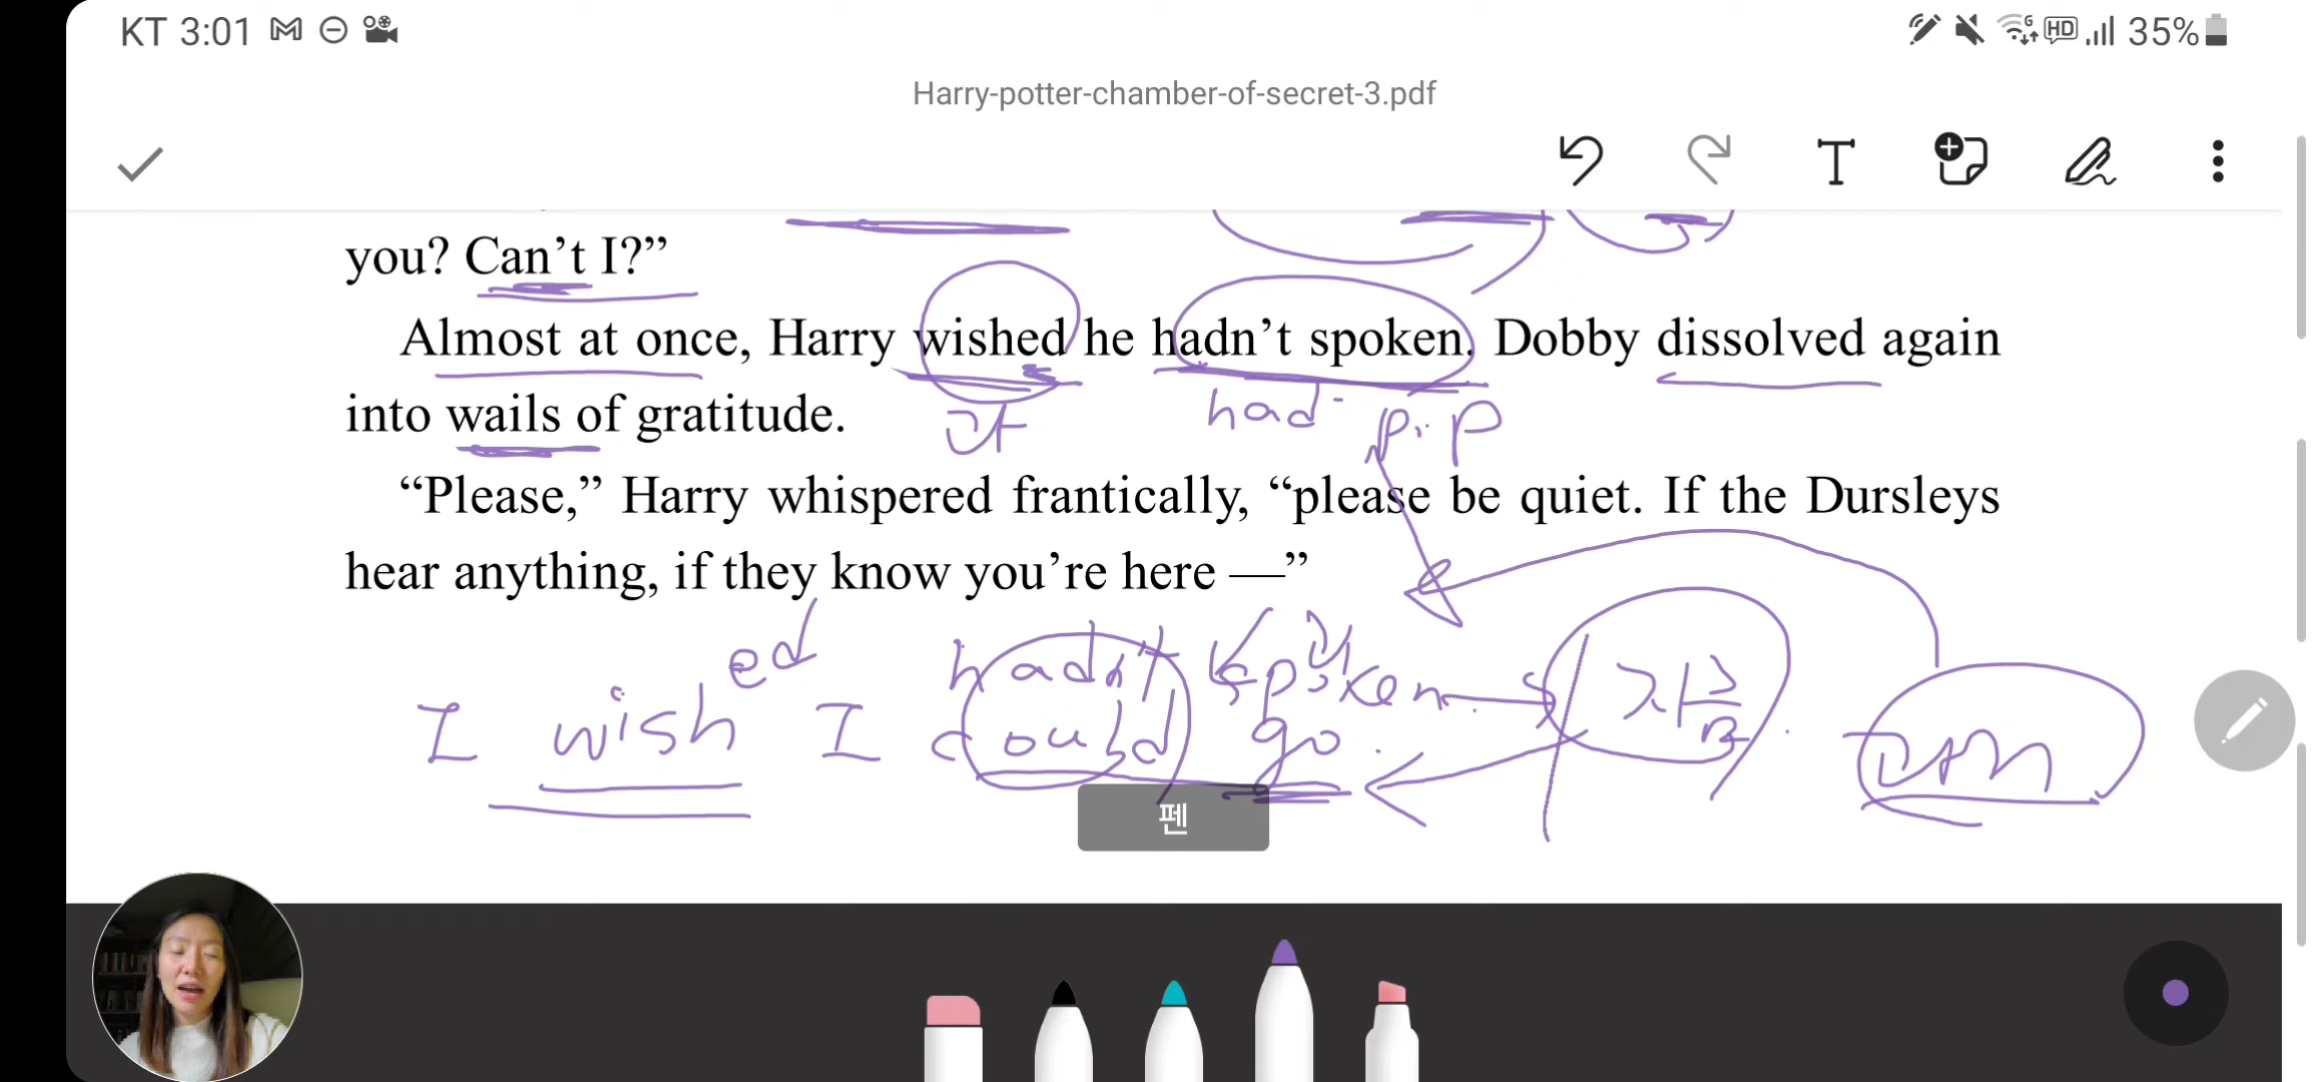 KT 3:01 35%
Harry-potter-chamber-of-secret-3.pdf
T
you? Can't I?”
Almost at once, Harry wished he hadn't spoken. Dobby dissolved again
into wails of gratitude.
had p.p
“Please,” Harry whispered frantically, “please be quiet. If the Dursleys
hear anything, if they know you're here —”
ed hadn't spoken.
I wish I could go.
펜